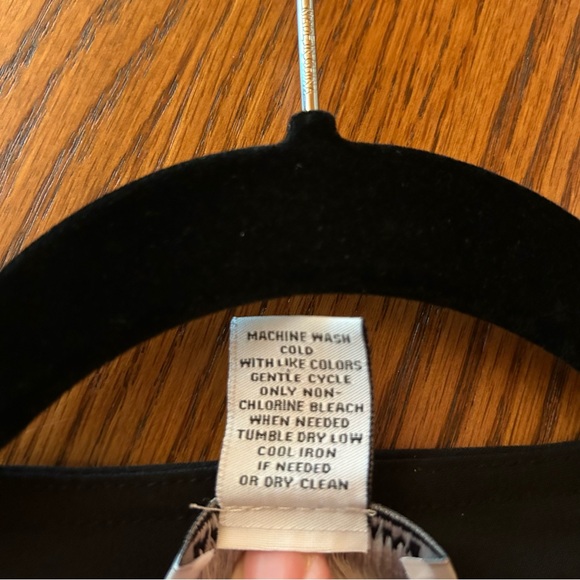 MACHINE WASH
COLD
WITH LIKE COLORS
GENTLE CYCLE
ONLY NON-
CHLORINE BLEACH
WHEN NEEDED
TUMBLE DRY LOW
COOL IRON
IF NEEDED
OR DRY CLEAN